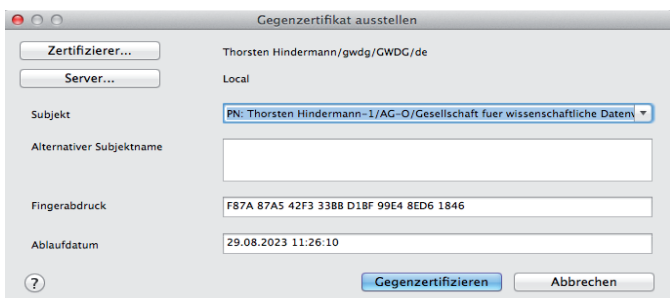 Gegenzertifikat ausstellen
Zertifizierer... Thorsten Hindermann/gwdg/GWDG/de
Server... Local
Subjekt PN: Thorsten Hindermann-1/AG-O/Gesellschaft fuer wissenschaftliche Daten
Alternativer Subjektname
Fingerabdruck F87A 87A5 42F3 33BB D1BF 99E4 8ED6 1846
Ablaufdatum 29.08.2023 11:26:10
? Gegenzertifizieren Abbrechen